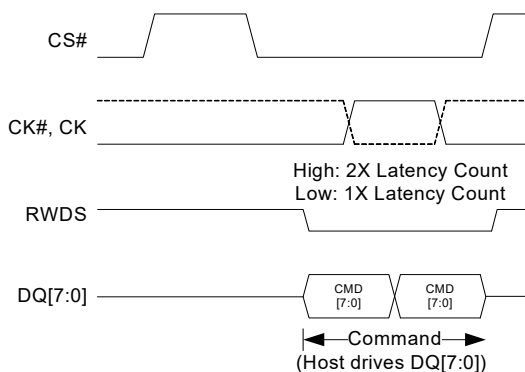 CS#
CK#, CK
High: 2X Latency Count
Low: 1X Latency Count
RWDS
DQ[7:0]
CMD
[7:0]
CMD
[7:0]
Command
(Host drives DQ[7:0])